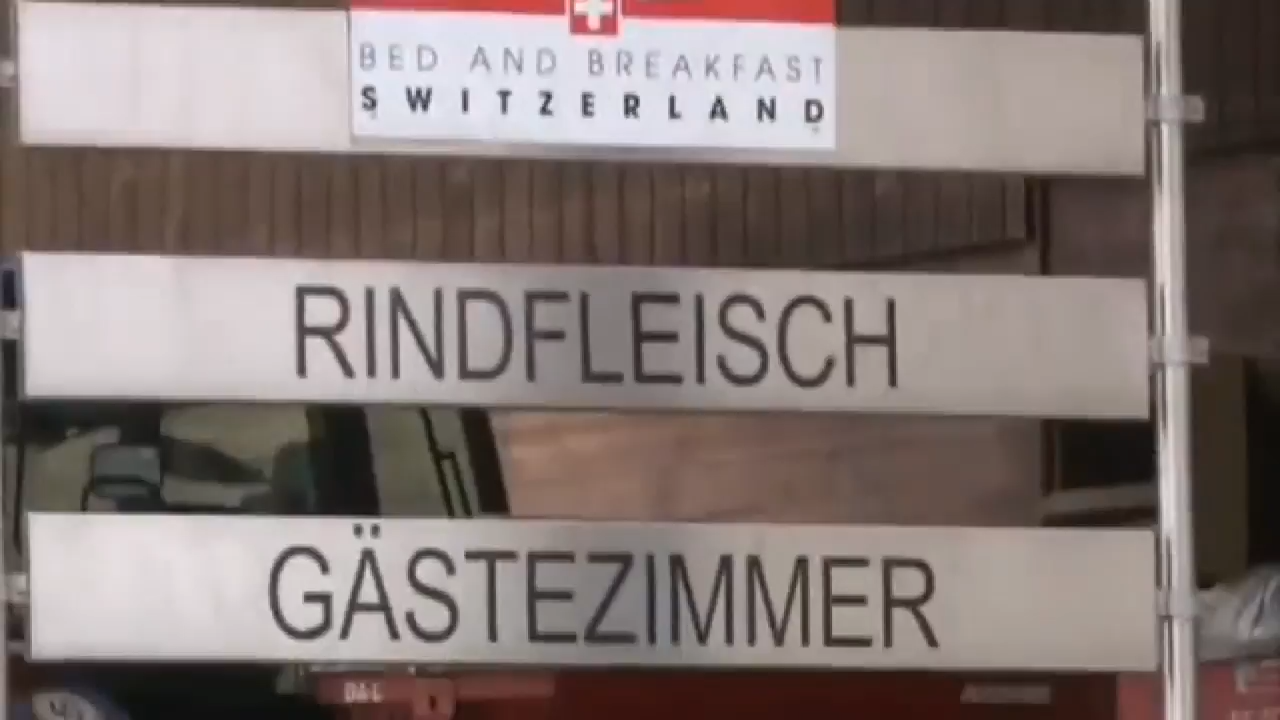 BED AND BREAKFAST
SWITZERLAND
RINDFLEISCH
GÄSTEZIMMER